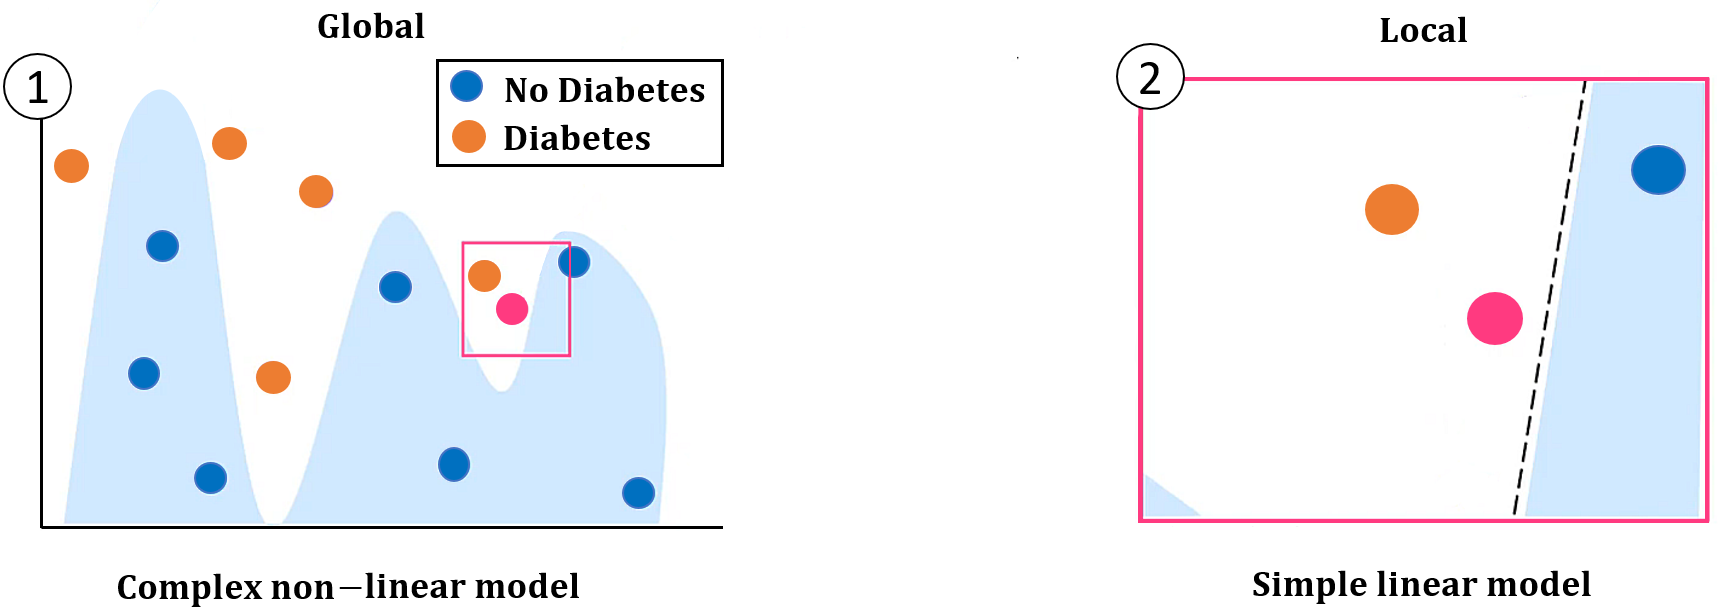 Global
1
No Diabetes
Diabetes
Complex non−linear model
Local
2
Simple linear model